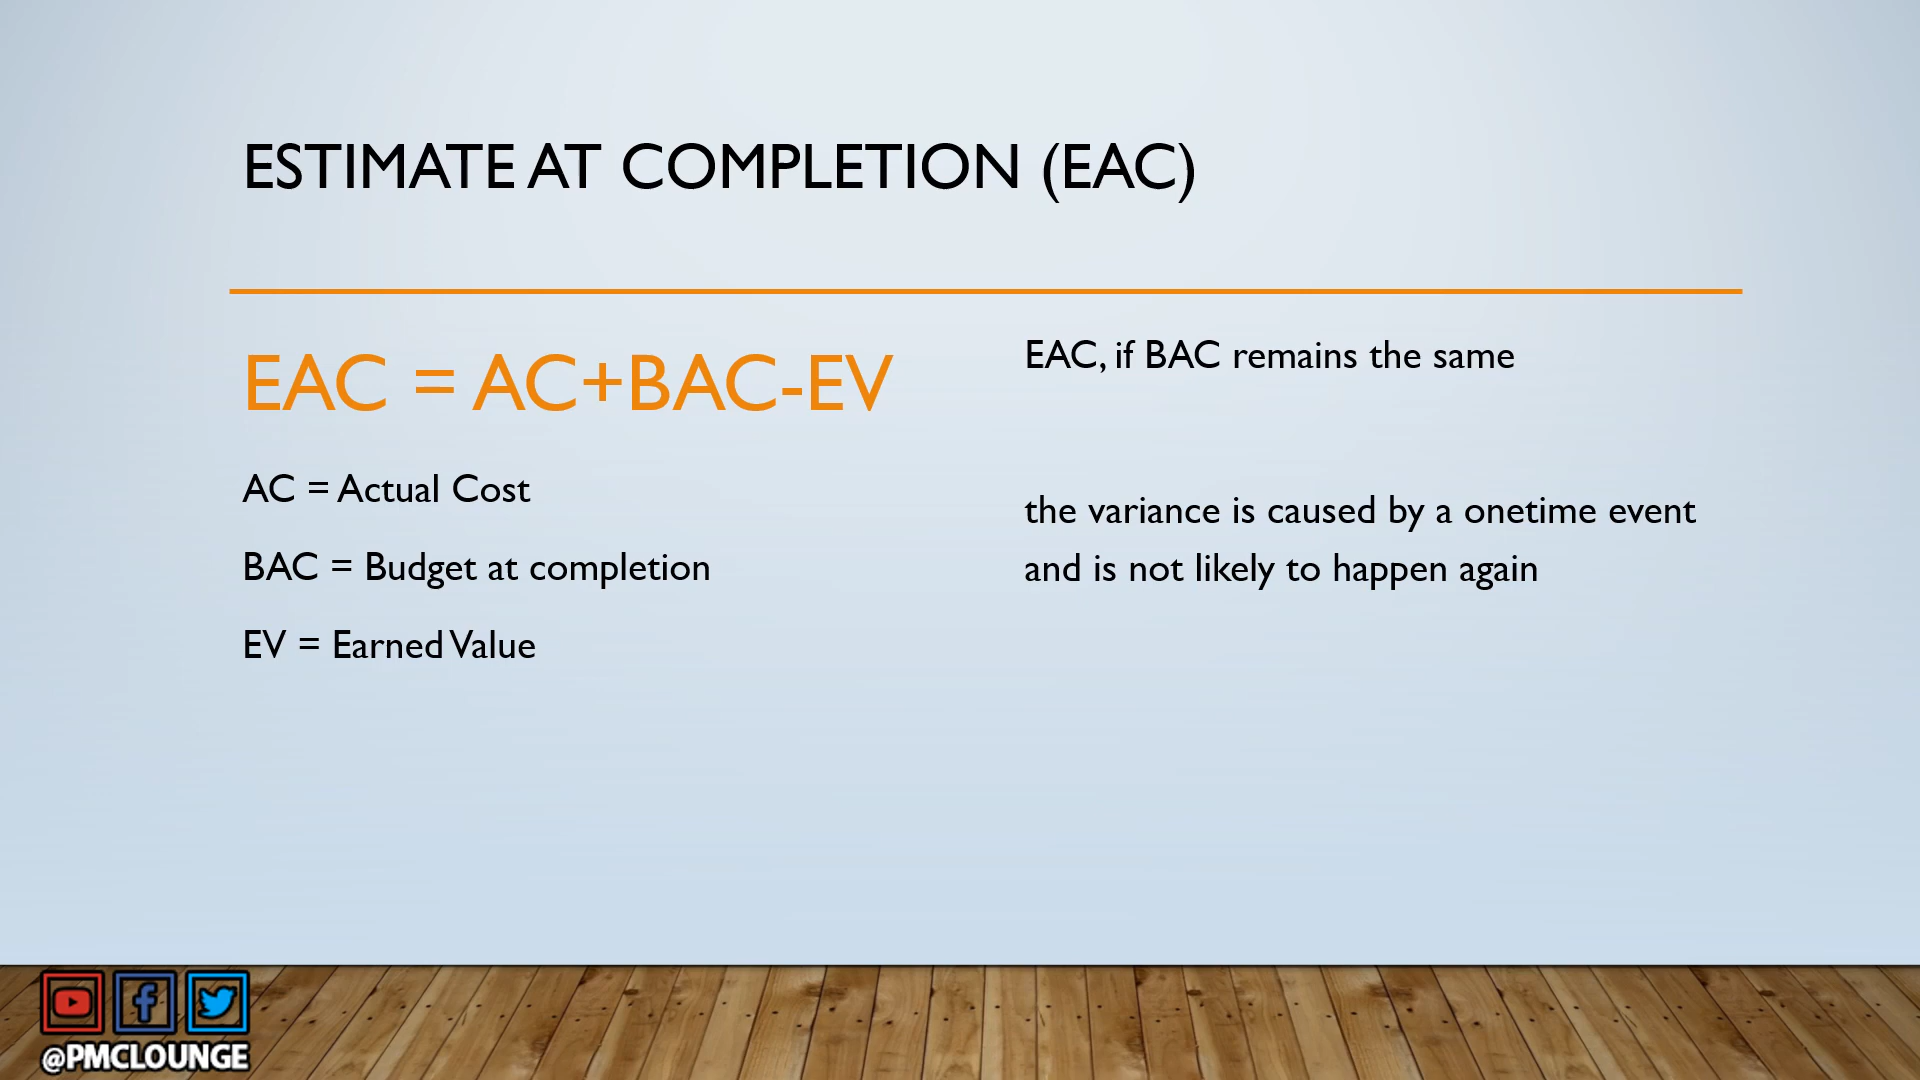 ESTIMATE AT COMPLETION (EAC)
EAC = AC+BAC-EV
AC = Actual Cost
BAC = Budget at completion
EV = Earned Value
EAC, if BAC remains the same
the variance is caused by a onetime event
and is not likely to happen again
@PMCLOUNGE